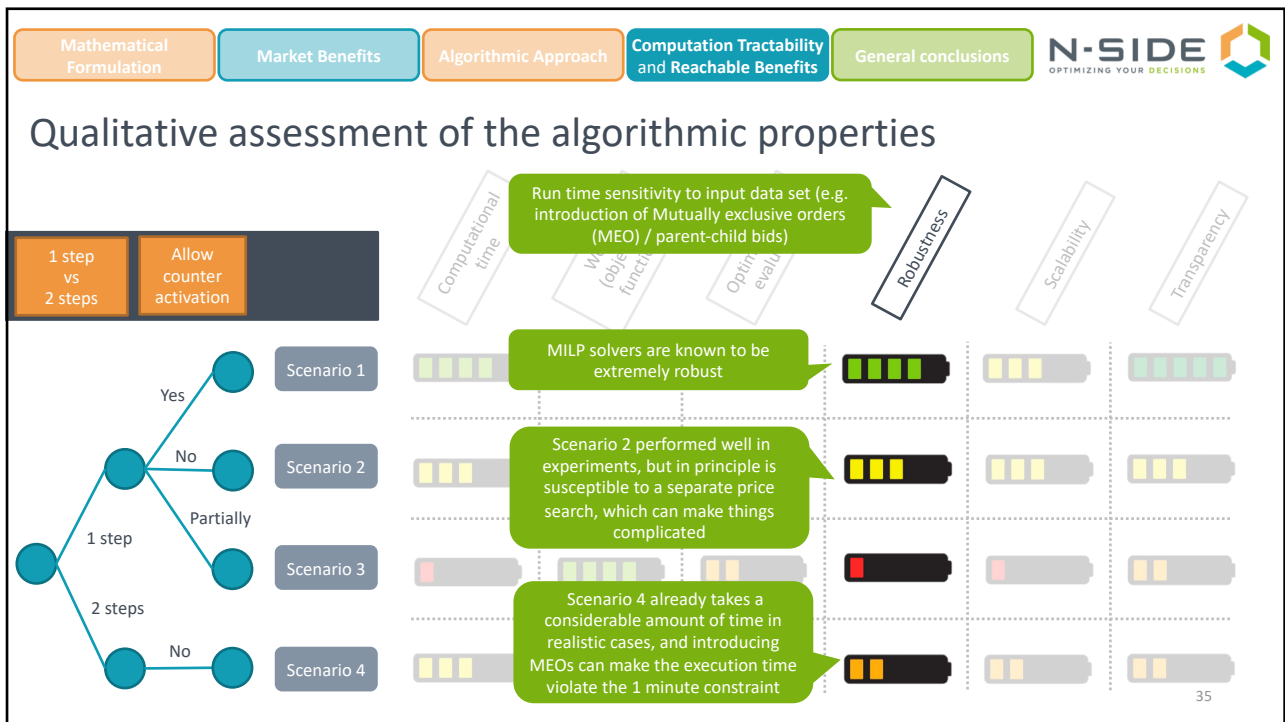 Mathematical
Formulation
Market Benefits
Algorithmic Approach
Computation Tractability
and Reachable Benefits
General conclusions
N-SIDE
OPTIMIZING YOUR DECISIONS
Qualitative assessment of the algorithmic properties
1 step
vs
2 steps
Allow
counter
activation
Computational
time
(obje
function
Optim
evalu
Run time sensitivity to input data set (e.g.
introduction of Mutually exclusive orders
(MEO) / parent-child bids)
Robustness
Scalability
Transparency
Yes
Scenario 1
MILP solvers are known to be
extremely robust
No
Scenario 2
Scenario 2 performed well in
experiments, but in principle is
susceptible to a separate price
search, which can make things
complicated
Partially
1 step
Scenario 3
2 steps
No
Scenario 4
Scenario 4 already takes a
considerable amount of time in
realistic cases, and introducing
MEOs can make the execution time
violate the 1 minute constraint
35